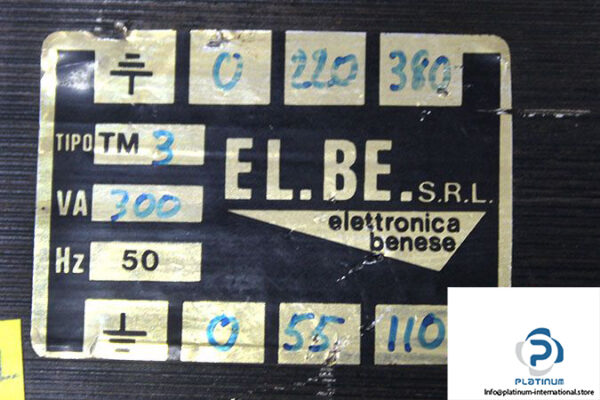 0 220 380
TIPO TM 3
VA 300
Hz 50
EL.BE. S.R.L.
elettronica
benese
0 55 110
PLATINUM
Info@platinum-international.store